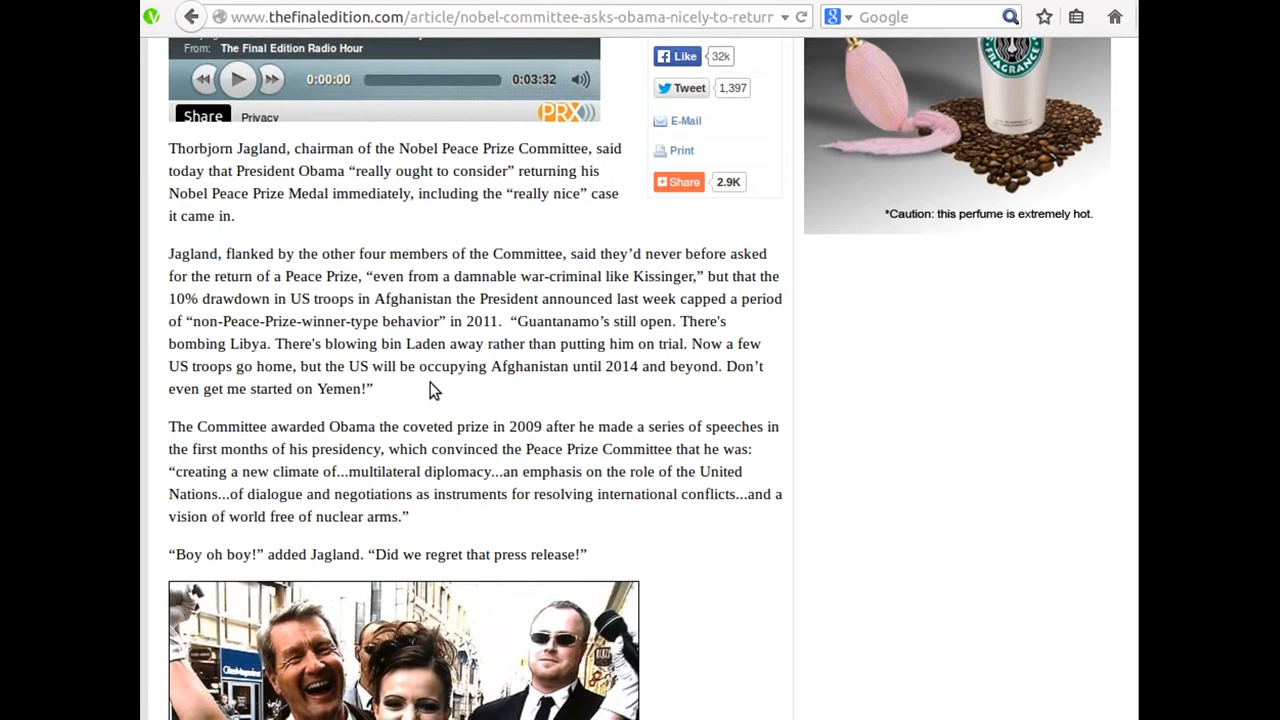 www.thefinaledition.com/article/nobel-committee-asks-obama-nicely-to-returr
Google
From: The Final Edition Radio Hour
0:00:00
0:03:32
Share
Privacy
PRX
Like 32k
Tweet 1,397
E-Mail
Print
Share 2.9K
Thorbjorn Jagland, chairman of the Nobel Peace Prize Committee, said
today that President Obama “really ought to consider” returning his
Nobel Peace Prize Medal immediately, including the “really nice” case
it came in.
Jagland, flanked by the other four members of the Committee, said they’d never before asked
for the return of a Peace Prize, “even from a damnable war-criminal like Kissinger,” but that the
10% drawdown in US troops in Afghanistan the President announced last week capped a period
of “non-Peace-Prize-winner-type behavior” in 2011. “Guantanamo’s still open. There's
bombing Libya. There's blowing bin Laden away rather than putting him on trial. Now a few
US troops go home, but the US will be occupying Afghanistan until 2014 and beyond. Don’t
even get me started on Yemen!”
The Committee awarded Obama the coveted prize in 2009 after he made a series of speeches in
the first months of his presidency, which convinced the Peace Prize Committee that he was:
“creating a new climate of...multilateral diplomacy...an emphasis on the role of the United
Nations...of dialogue and negotiations as instruments for resolving international conflicts...and a
vision of world free of nuclear arms.”
“Boy oh boy!” added Jagland. “Did we regret that press release!”
FRAGRANCE
*Caution: this perfume is extremely hot.